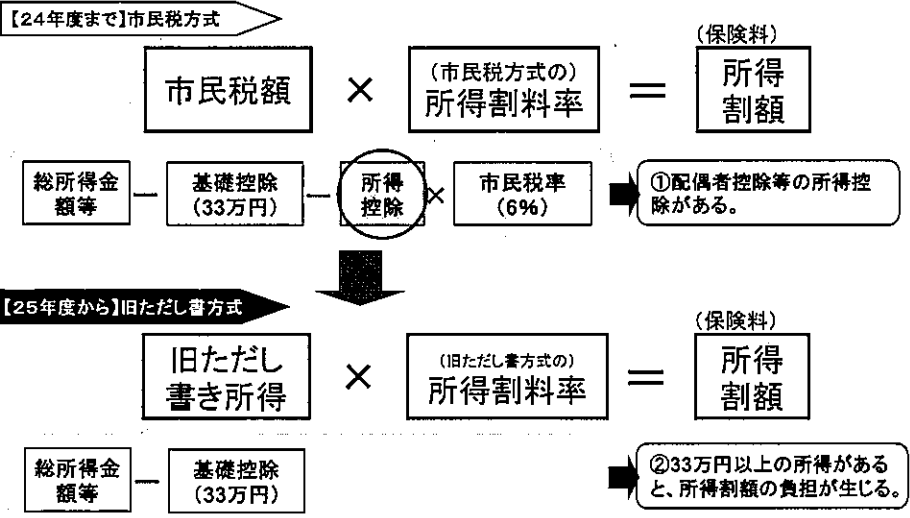 【24年度まで】市民税方式
(保険料)
市民税額
×
(市民税方式の)
所得割料率
=
所得
割額
総所得金
額等
－
基礎控除
(33万円)
－
所得
控除
×
市民税率
(6%)
①配偶者控除等の所得控
除がある。
【25年度から】旧ただし書方式
(保険料)
旧ただし
書き所得
×
(旧ただし書方式の)
所得割料率
=
所得
割額
総所得金
額等
－
基礎控除
(33万円)
②33万円以上の所得がある
と、所得割額の負担が生じる。